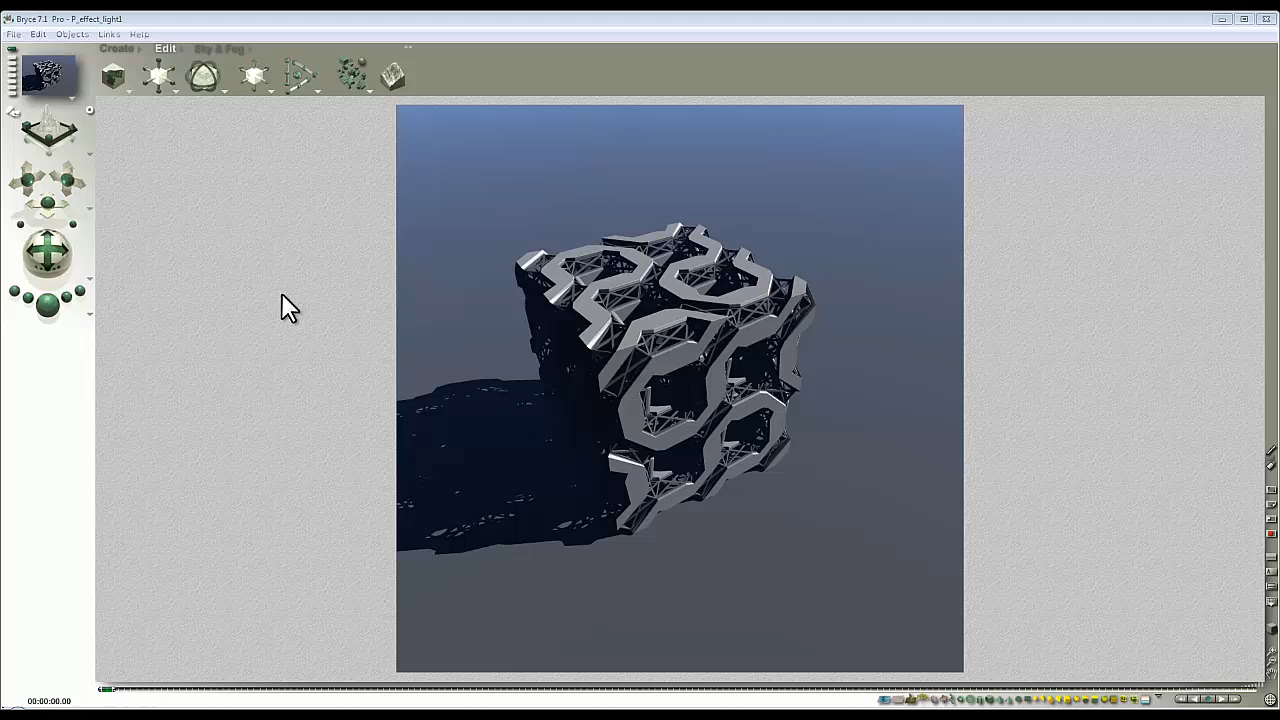 Bryce 7.1 Pro - P_effect_light1
File Edit Objects Links Help
Create Edit Sky & Fog
00:00:00.00